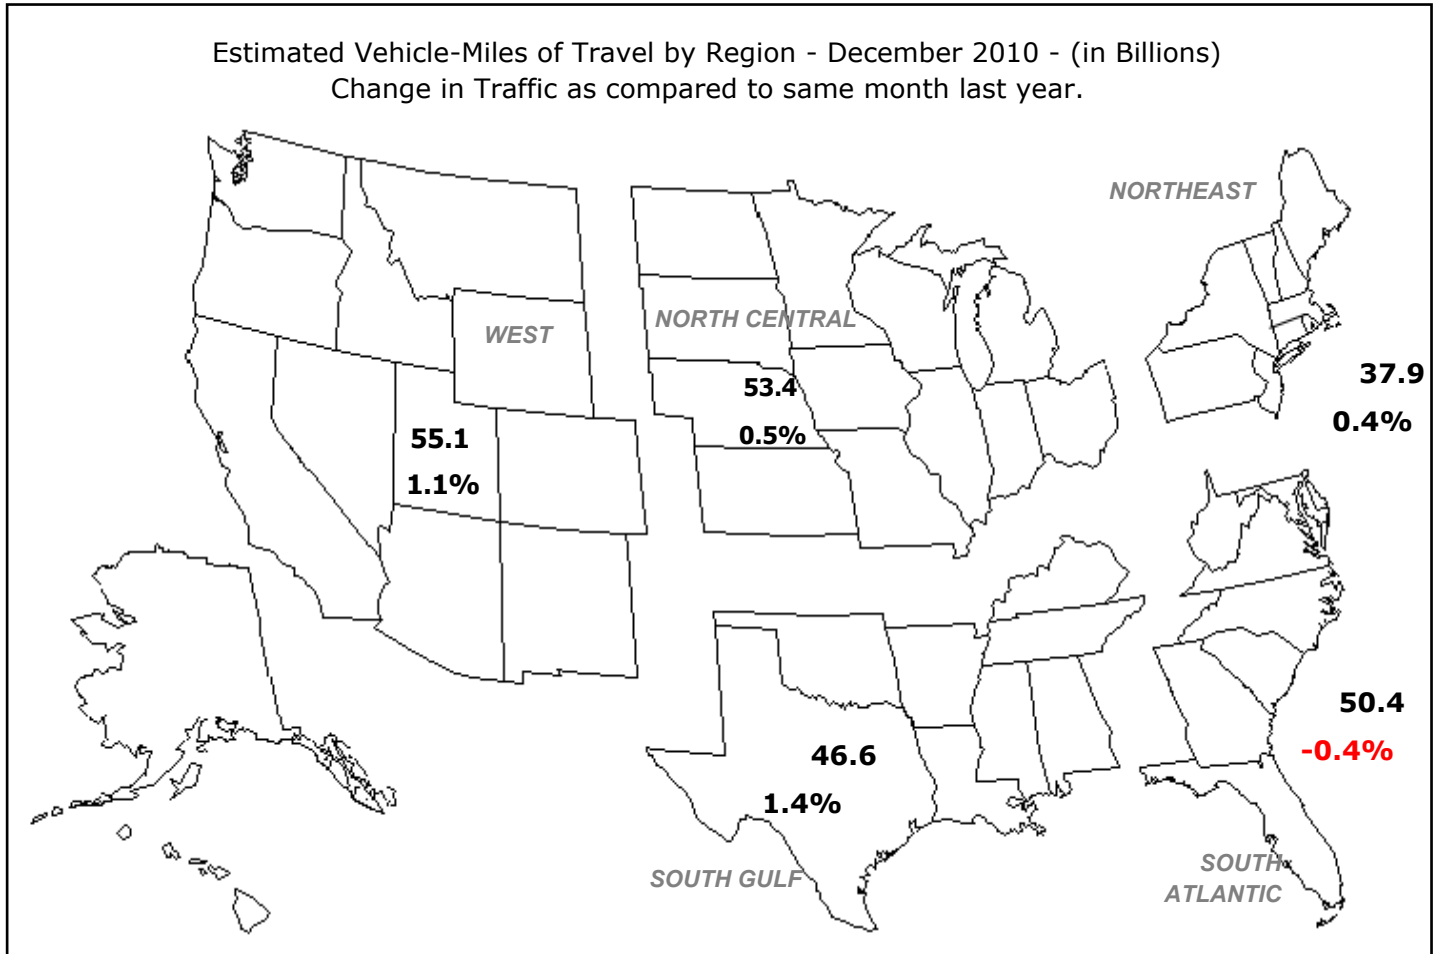 Estimated Vehicle-Miles of Travel by Region - December 2010 - (in Billions)
Change in Traffic as compared to same month last year.
NORTHEAST
37.9
0.4%
WEST
55.1
1.1%
NORTH CENTRAL
53.4
0.5%
46.6
1.4%
SOUTH GULF
50.4
-0.4%
SOUTH
ATLANTIC